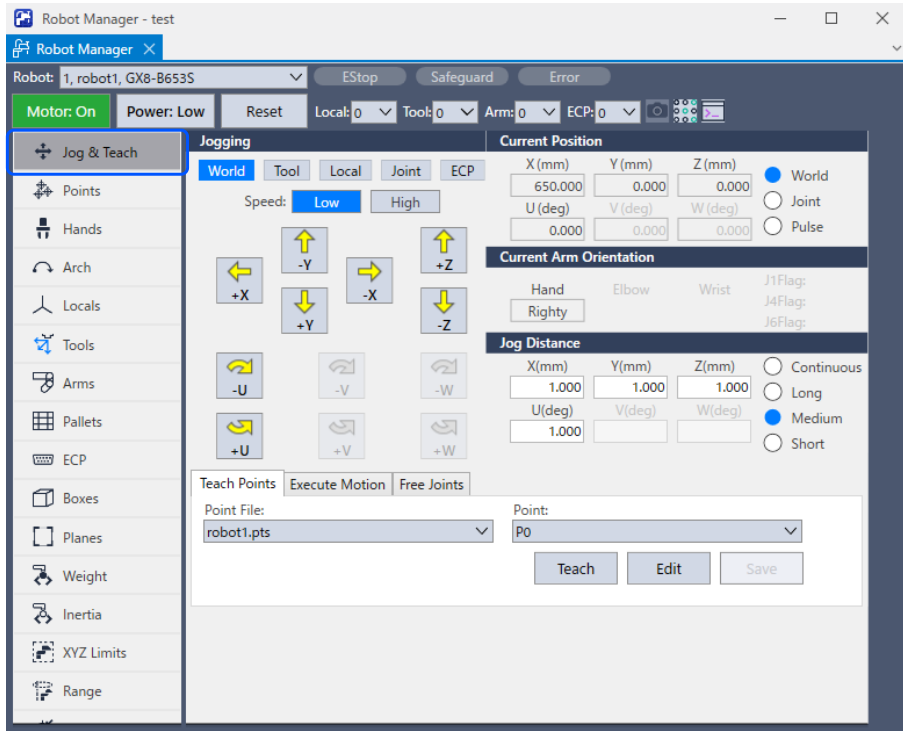 Robot Manager - test
Robot Manager
Robot: 1, robot1, GX8-B653S EStop Safeguard Error
Motor: On Power: Low Reset Local: 0 Tool: 0 Arm: 0 ECP: 0
Jog & Teach
Points
Hands
Arch
Locals
Tools
Arms
Pallets
ECP
Boxes
Planes
Weight
Inertia
XYZ Limits
Range
Jogging
World Tool Local Joint ECP
Speed: Low High
-Y +Z
+X -X
+Y -Z
-U -V -W
+U +V +W
Current Position
X (mm) Y (mm) Z (mm)
650.000 0.000 0.000
U (deg) V (deg) W (deg)
0.000 0.000 0.000
World
Joint
Pulse
Current Arm Orientation
Hand Elbow Wrist
Righty
J1Flag:
J4Flag:
J6Flag:
Jog Distance
X(mm) Y(mm) Z(mm)
1.000 1.000 1.000
U(deg) V(deg) W(deg)
1.000
Continuous
Long
Medium
Short
Teach Points Execute Motion Free Joints
Point File: Point:
robot1.pts P0
Teach Edit Save